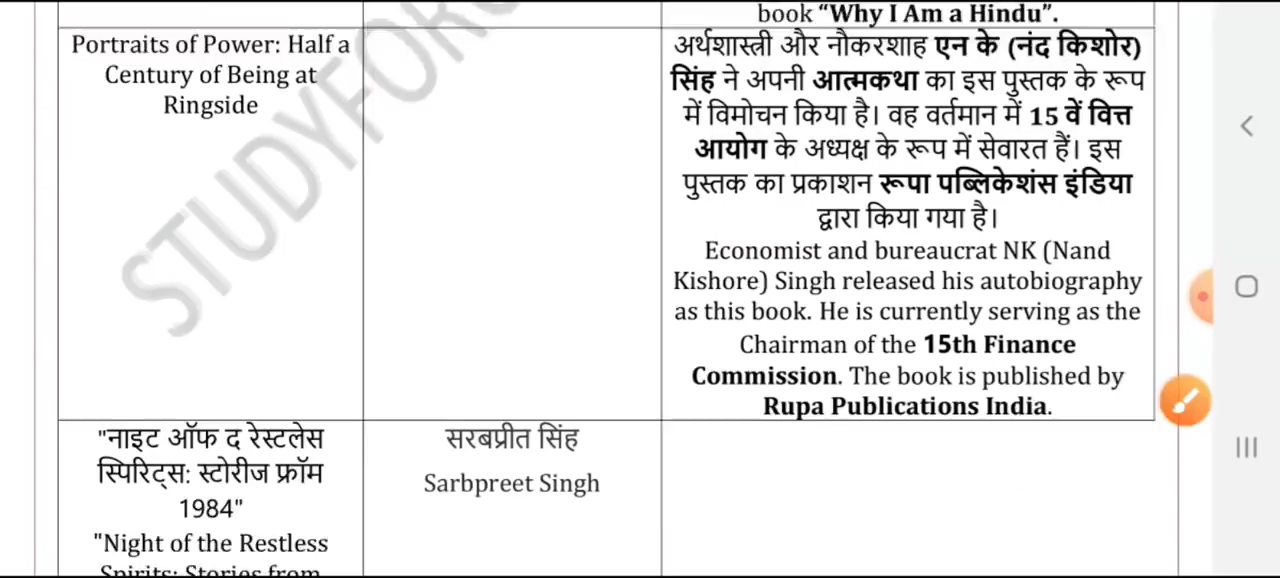 book “Why I Am a Hindu”.
Portraits of Power: Half a
Century of Being at
Ringside
अर्थशास्त्री और नौकरशाह एन के (नंद किशोर)
सिंह ने अपनी आत्मकथा का इस पुस्तक के रूप
में विमोचन किया है। वह वर्तमान में 15 वें वित्त
आयोग के अध्यक्ष के रूप में सेवारत हैं। इस
पुस्तक का प्रकाशन रूपा पब्लिकेशंस इंडिया
द्वारा किया गया है।
Economist and bureaucrat NK (Nand
Kishore) Singh released his autobiography
as this book. He is currently serving as the
Chairman of the 15th Finance
Commission. The book is published by
Rupa Publications India.
"नाइट ऑफ द रेस्टलेस
स्पिरिट्स: स्टोरीज फ्रॉम
1984"
"Night of the Restless
Spirits: Stories from
सरबप्रीत सिंह
Sarbpreet Singh
STUDYFOR